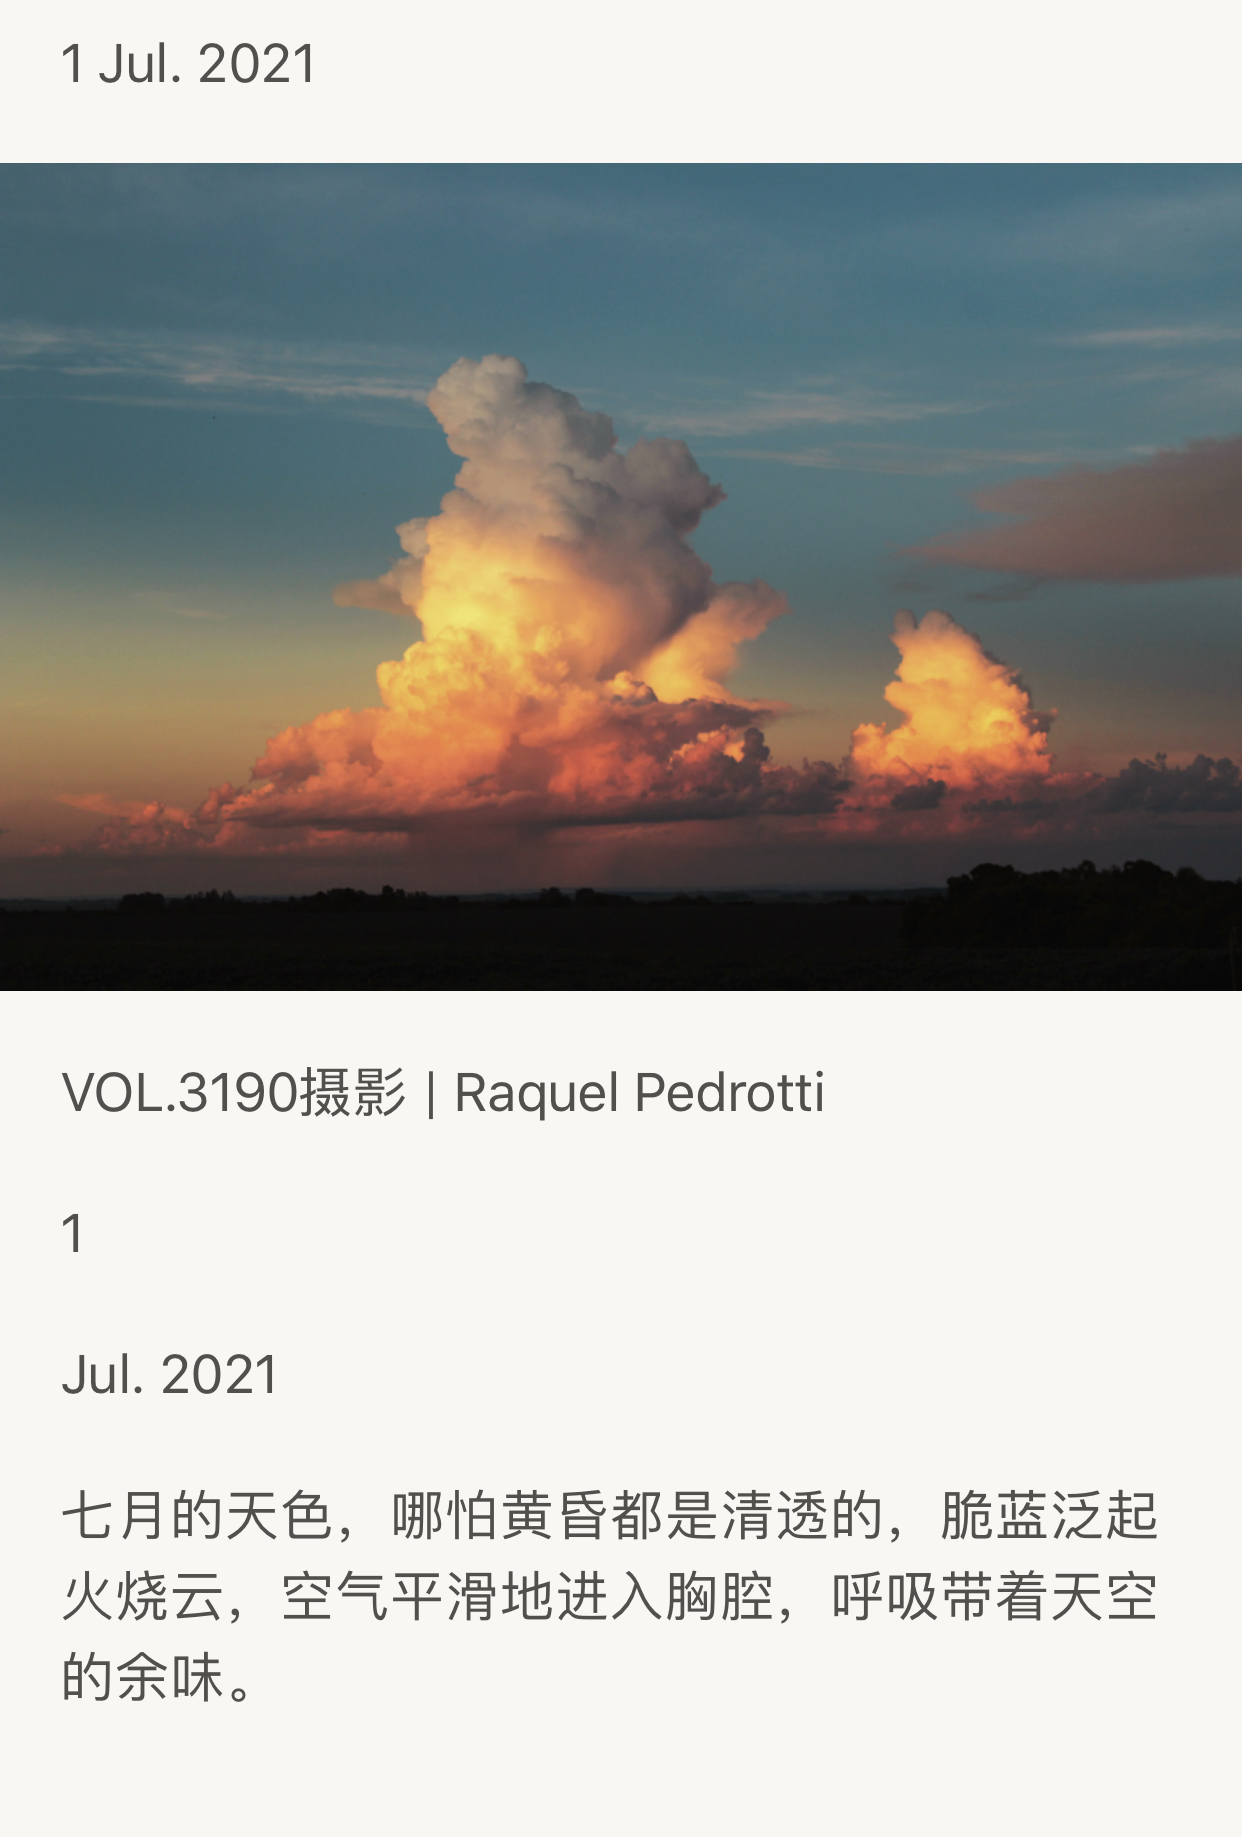 1 Jul. 2021
VOL.3190摄影 | Raquel Pedrotti
1
Jul. 2021
七月的天色，哪怕黄昏都是清透的，脆蓝泛起
火烧云，空气平滑地进入胸腔，呼吸带着天空
的余味。